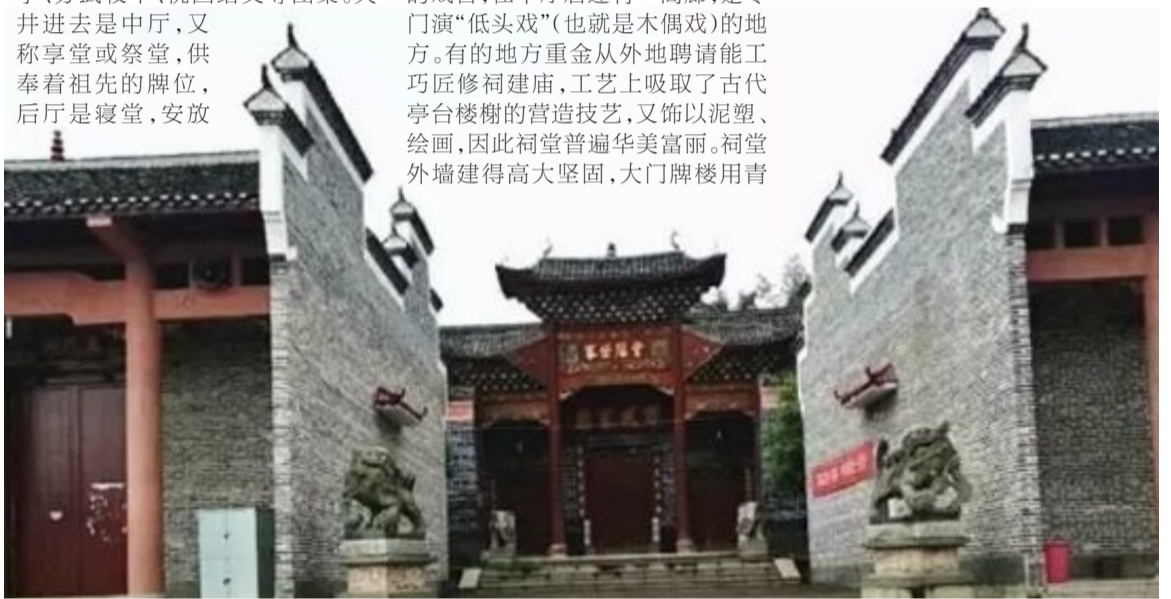 井进去是中厅,又
称享堂或祭堂,供
奉着祖先的牌位,
后厅是寝堂,安放
门演“低头戏”(也就是木偶戏)的地
方。有的地方重金从外地聘请能工
巧匠修祠建庙,工艺上吸取了古代
亭台楼榭的营造技艺,又饰以泥塑、
绘画,因此祠堂普遍华美富丽。祠堂
外墙建得高大坚固,大门牌楼用青